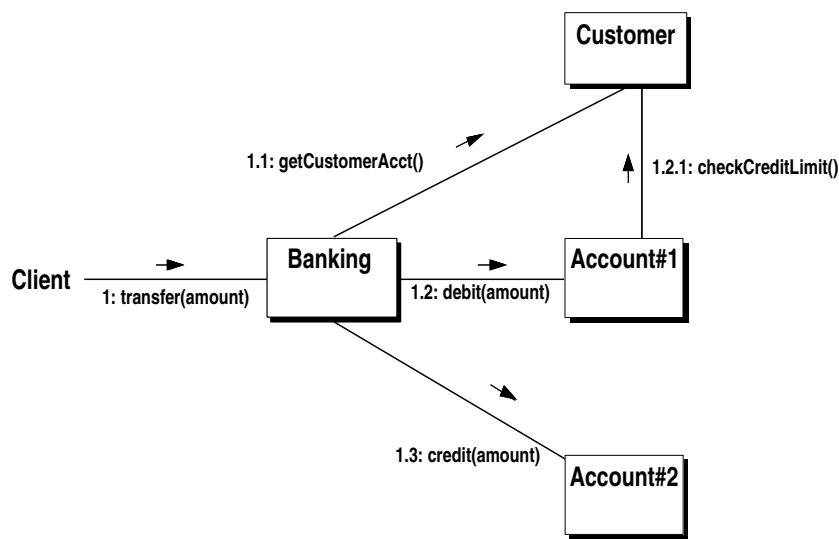 Customer
1.1: getCustomerAcct()
1.2.1: checkCreditLimit()
Client
1: transfer(amount)
Banking
1.2: debit(amount)
Account#1
1.3: credit(amount)
Account#2